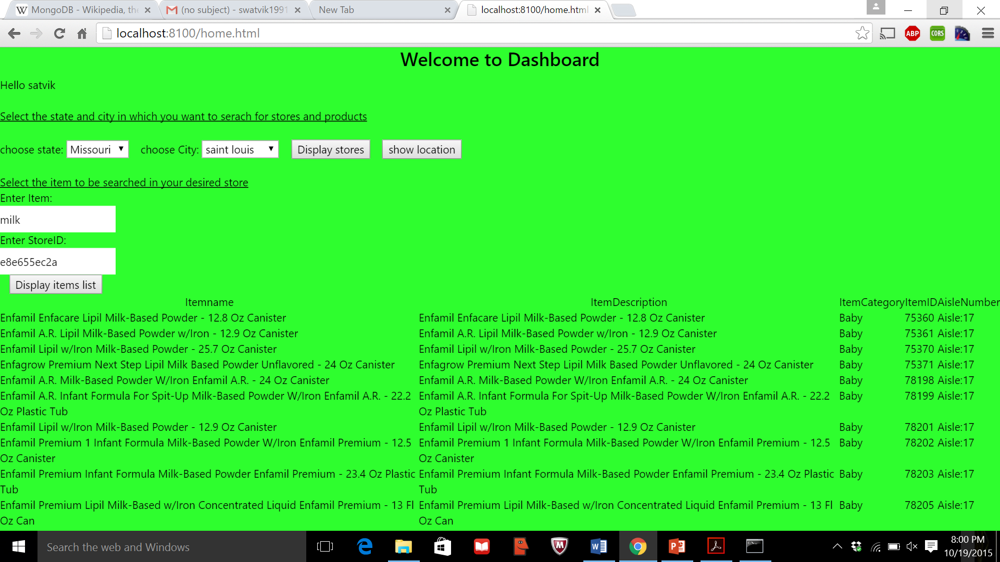 MongoDB - Wikipedia, the
(no subject) - swatvik1991
New Tab
localhost:8100/home.html
localhost:8100/home.html
ABP
CORS
Welcome to Dashboard
Hello satvik
Select the state and city in which you want to serach for stores and products
choose state: Missouri choose City: saint louis Display stores show location
Select the item to be searched in your desired store
Enter Item:
milk
Enter StoreID:
e8e655ec2a
Display items list
Itemname ItemDescription ItemCategory ItemID AisleNumber
Enfamil Enfacare Lipil Milk-Based Powder - 12.8 Oz Canister Enfamil Enfacare Lipil Milk-Based Powder - 12.8 Oz Canister Baby 75360 Aisle:17
Enfamil A.R. Lipil Milk-Based Powder w/Iron - 12.9 Oz Canister Enfamil A.R. Lipil Milk-Based Powder w/Iron - 12.9 Oz Canister Baby 75361 Aisle:17
Enfamil Lipil w/Iron Milk-Based Powder - 25.7 Oz Canister Enfamil Lipil w/Iron Milk-Based Powder - 25.7 Oz Canister Baby 75370 Aisle:17
Enfagrow Premium Next Step Lipil Milk Based Powder Unflavored - 24 Oz Canister Enfagrow Premium Next Step Lipil Milk Based Powder Unflavored - 24 Oz Canister Baby 75371 Aisle:17
Enfamil A.R. Milk-Based Powder W/Iron Enfamil A.R. - 24 Oz Canister Enfamil A.R. Milk-Based Powder W/Iron Enfamil A.R. - 24 Oz Canister Baby 78198 Aisle:17
Enfamil A.R. Infant Formula For Spit-Up Milk-Based Powder W/Iron Enfamil A.R. - 22.2 Enfamil A.R. Infant Formula For Spit-Up Milk-Based Powder W/Iron Enfamil A.R. - 22.2 Baby 78199 Aisle:17
Oz Plastic Tub Oz Plastic Tub
Enfamil Lipil w/Iron Milk-Based Powder - 12.9 Oz Canister Enfamil Lipil w/Iron Milk-Based Powder - 12.9 Oz Canister Baby 78201 Aisle:17
Enfamil Premium 1 Infant Formula Milk-Based Powder W/Iron Enfamil Premium - 12.5 Enfamil Premium 1 Infant Formula Milk-Based Powder W/Iron Enfamil Premium - 12.5 Baby 78202 Aisle:17
Oz Canister Oz Canister
Enfamil Premium Infant Formula Milk-Based Powder Enfamil Premium - 23.4 Oz Plastic Enfamil Premium Infant Formula Milk-Based Powder Enfamil Premium - 23.4 Oz Plastic Baby 78203 Aisle:17
Tub Tub
Enfamil Premium Lipil Milk-Based w/Iron Concentrated Liquid Enfamil Premium - 13 Fl Enfamil Premium Lipil Milk-Based w/Iron Concentrated Liquid Enfamil Premium - 13 Fl Baby 78205 Aisle:17
Oz Can Oz Can
Search the web and Windows
8:00 PM
10/19/2015